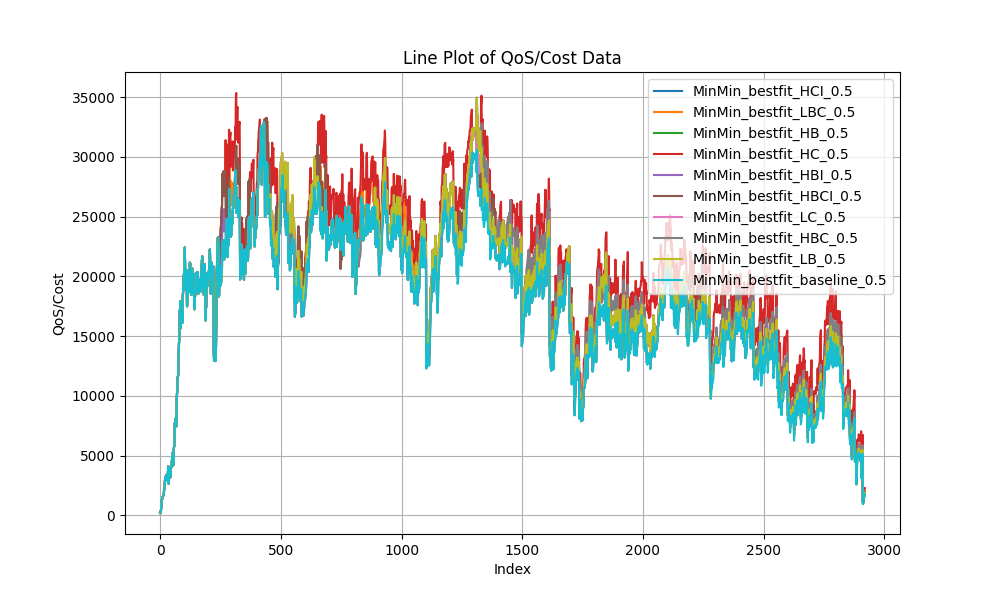 Line Plot of QoS/Cost Data
QoS/Cost
35000
30000
25000
20000
15000
10000
5000
0
MinMin_bestfit_HCI_0.5
MinMin_bestfit_LBC_0.5
MinMin_bestfit_HB_0.5
MinMin_bestfit_HC_0.5
MinMin_bestfit_HBI_0.5
MinMin_bestfit_HBCI_0.5
MinMin_bestfit_LC_0.5
MinMin_bestfit_HBC_0.5
MinMin_bestfit_LB_0.5
MinMin_bestfit_baseline_0.5
0 500 1000 1500 2000 2500 3000
Index